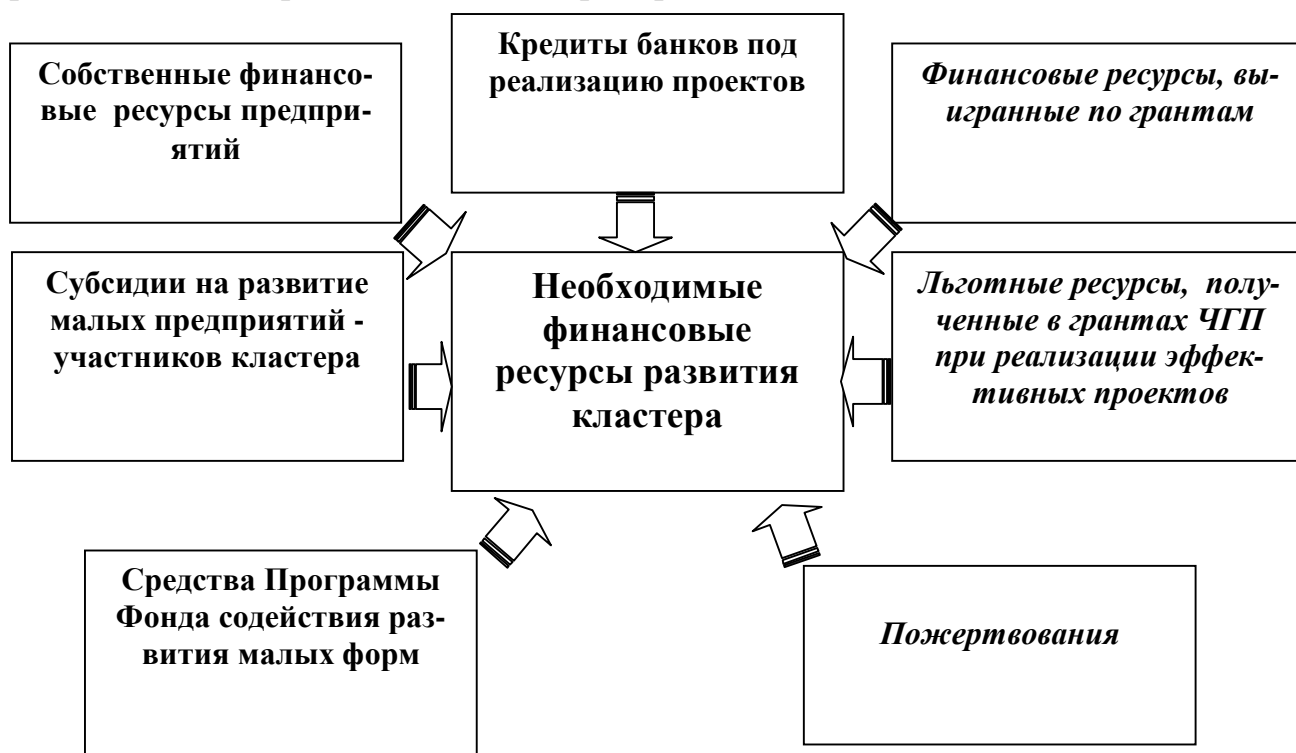 Кредиты банков под
реализацию проектов
Собственные финансо-
вые ресурсы предпри-
ятий
Финансовые ресурсы, вы-
игранные по грантам
Субсидии на развитие
малых предприятий -
участников кластера
Необходимые
финансовые
ресурсы развития
кластера
Льготные ресурсы, полу-
ченные в грантах ЧГП
при реализации эффек-
тивных проектов
Средства Программы
Фонда содействия раз-
вития малых форм
Пожертвования